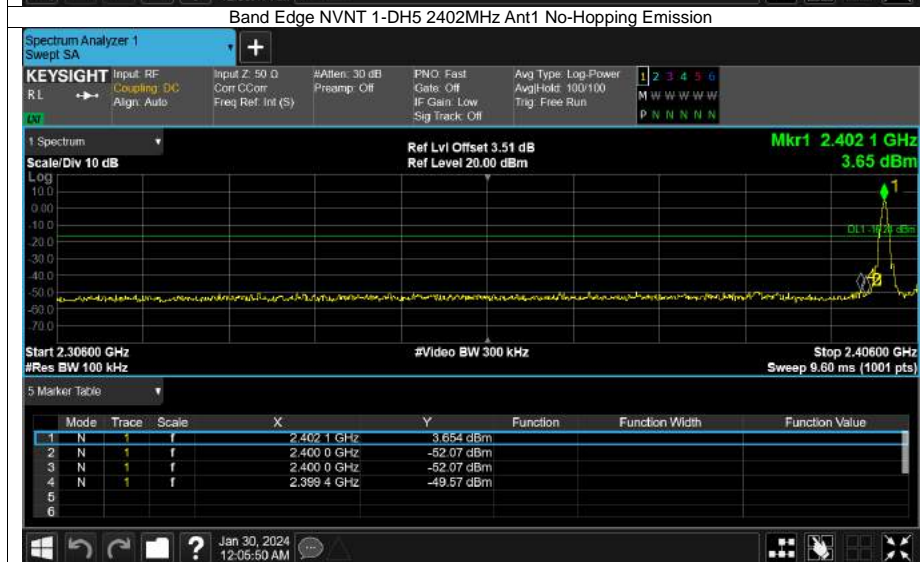 Band Edge NVNT 1-DH5 2402MHz Ant1 No-Hopping Emission
Spectrum Analyzer 1
Swept SA
+
KEYSIGHT Input: RF Input Z: 50 Ω #Atten: 30 dB PNO: Fast Avg Type: Log-Power 1 2 3 4 5 6
RL Coupling: DC Corr CCorr Preamp: Off Gate: Off Avg|Hold: 100/100 M W W W W W
Align: Auto Freq Ref: Int (S) IF Gain: Low Trig: Free Run
Sig Track: Off P N N N N N
1 Spectrum Ref Lvl Offset 3.51 dB Mkr1 2.402 1 GHz
Scale/Div 10 dB Ref Level 20.00 dBm 3.65 dBm
Log
10.0
0.00
-10.0
-20.0
-30.0
-40.0
-50.0
-60.0
-70.0
1
Start 2.30600 GHz #Video BW 300 kHz Stop 2.40600 GHz
#Res BW 100 kHz Sweep 9.60 ms (1001 pts)
5 Marker Table
Mode Trace Scale X Y Function Function Width Function Value
1 N 1 f 2.402 1 GHz 3.654 dBm
2 N 1 f 2.400 0 GHz -52.07 dBm
3 N 1 f 2.400 0 GHz -52.07 dBm
4 N 1 f 2.399 4 GHz -49.57 dBm
5
6
? Jan 30, 2024
12:05:50 AM